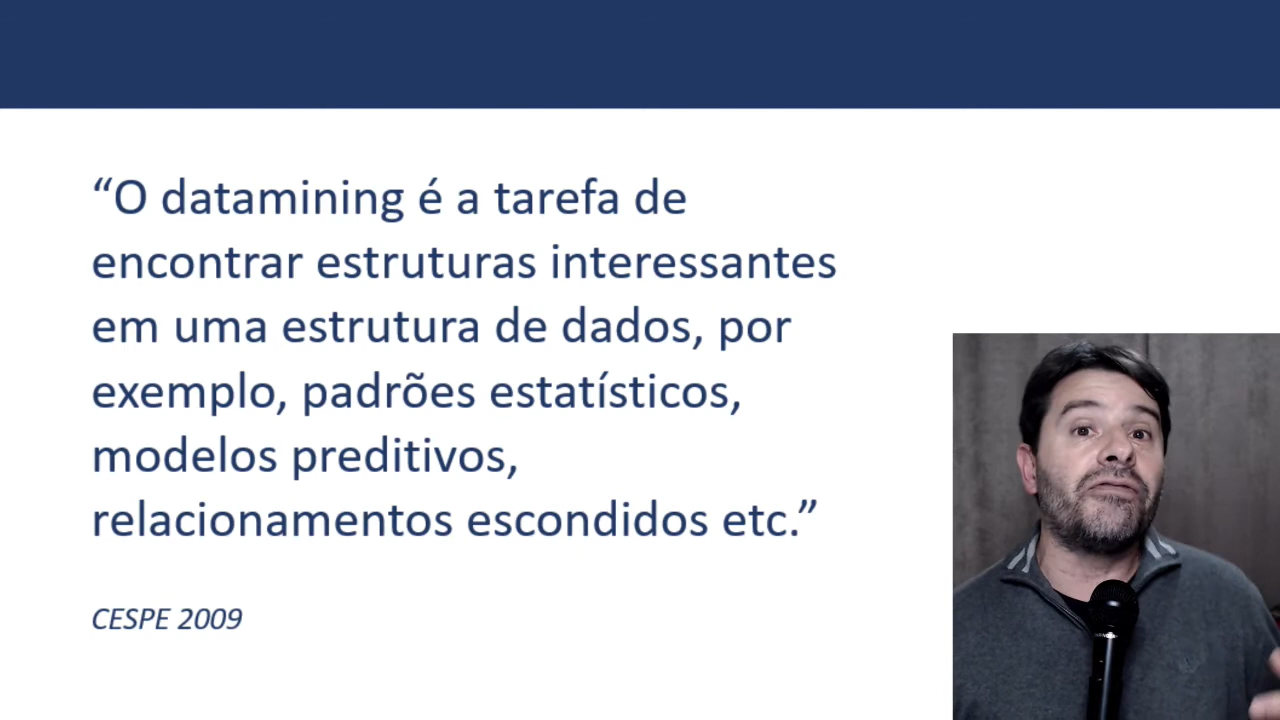 “O datamining é a tarefa de
encontrar estruturas interessantes
em uma estrutura de dados, por
exemplo, padrões estatísticos,
modelos preditivos,
relacionamentos escondidos etc.”
CESPE 2009